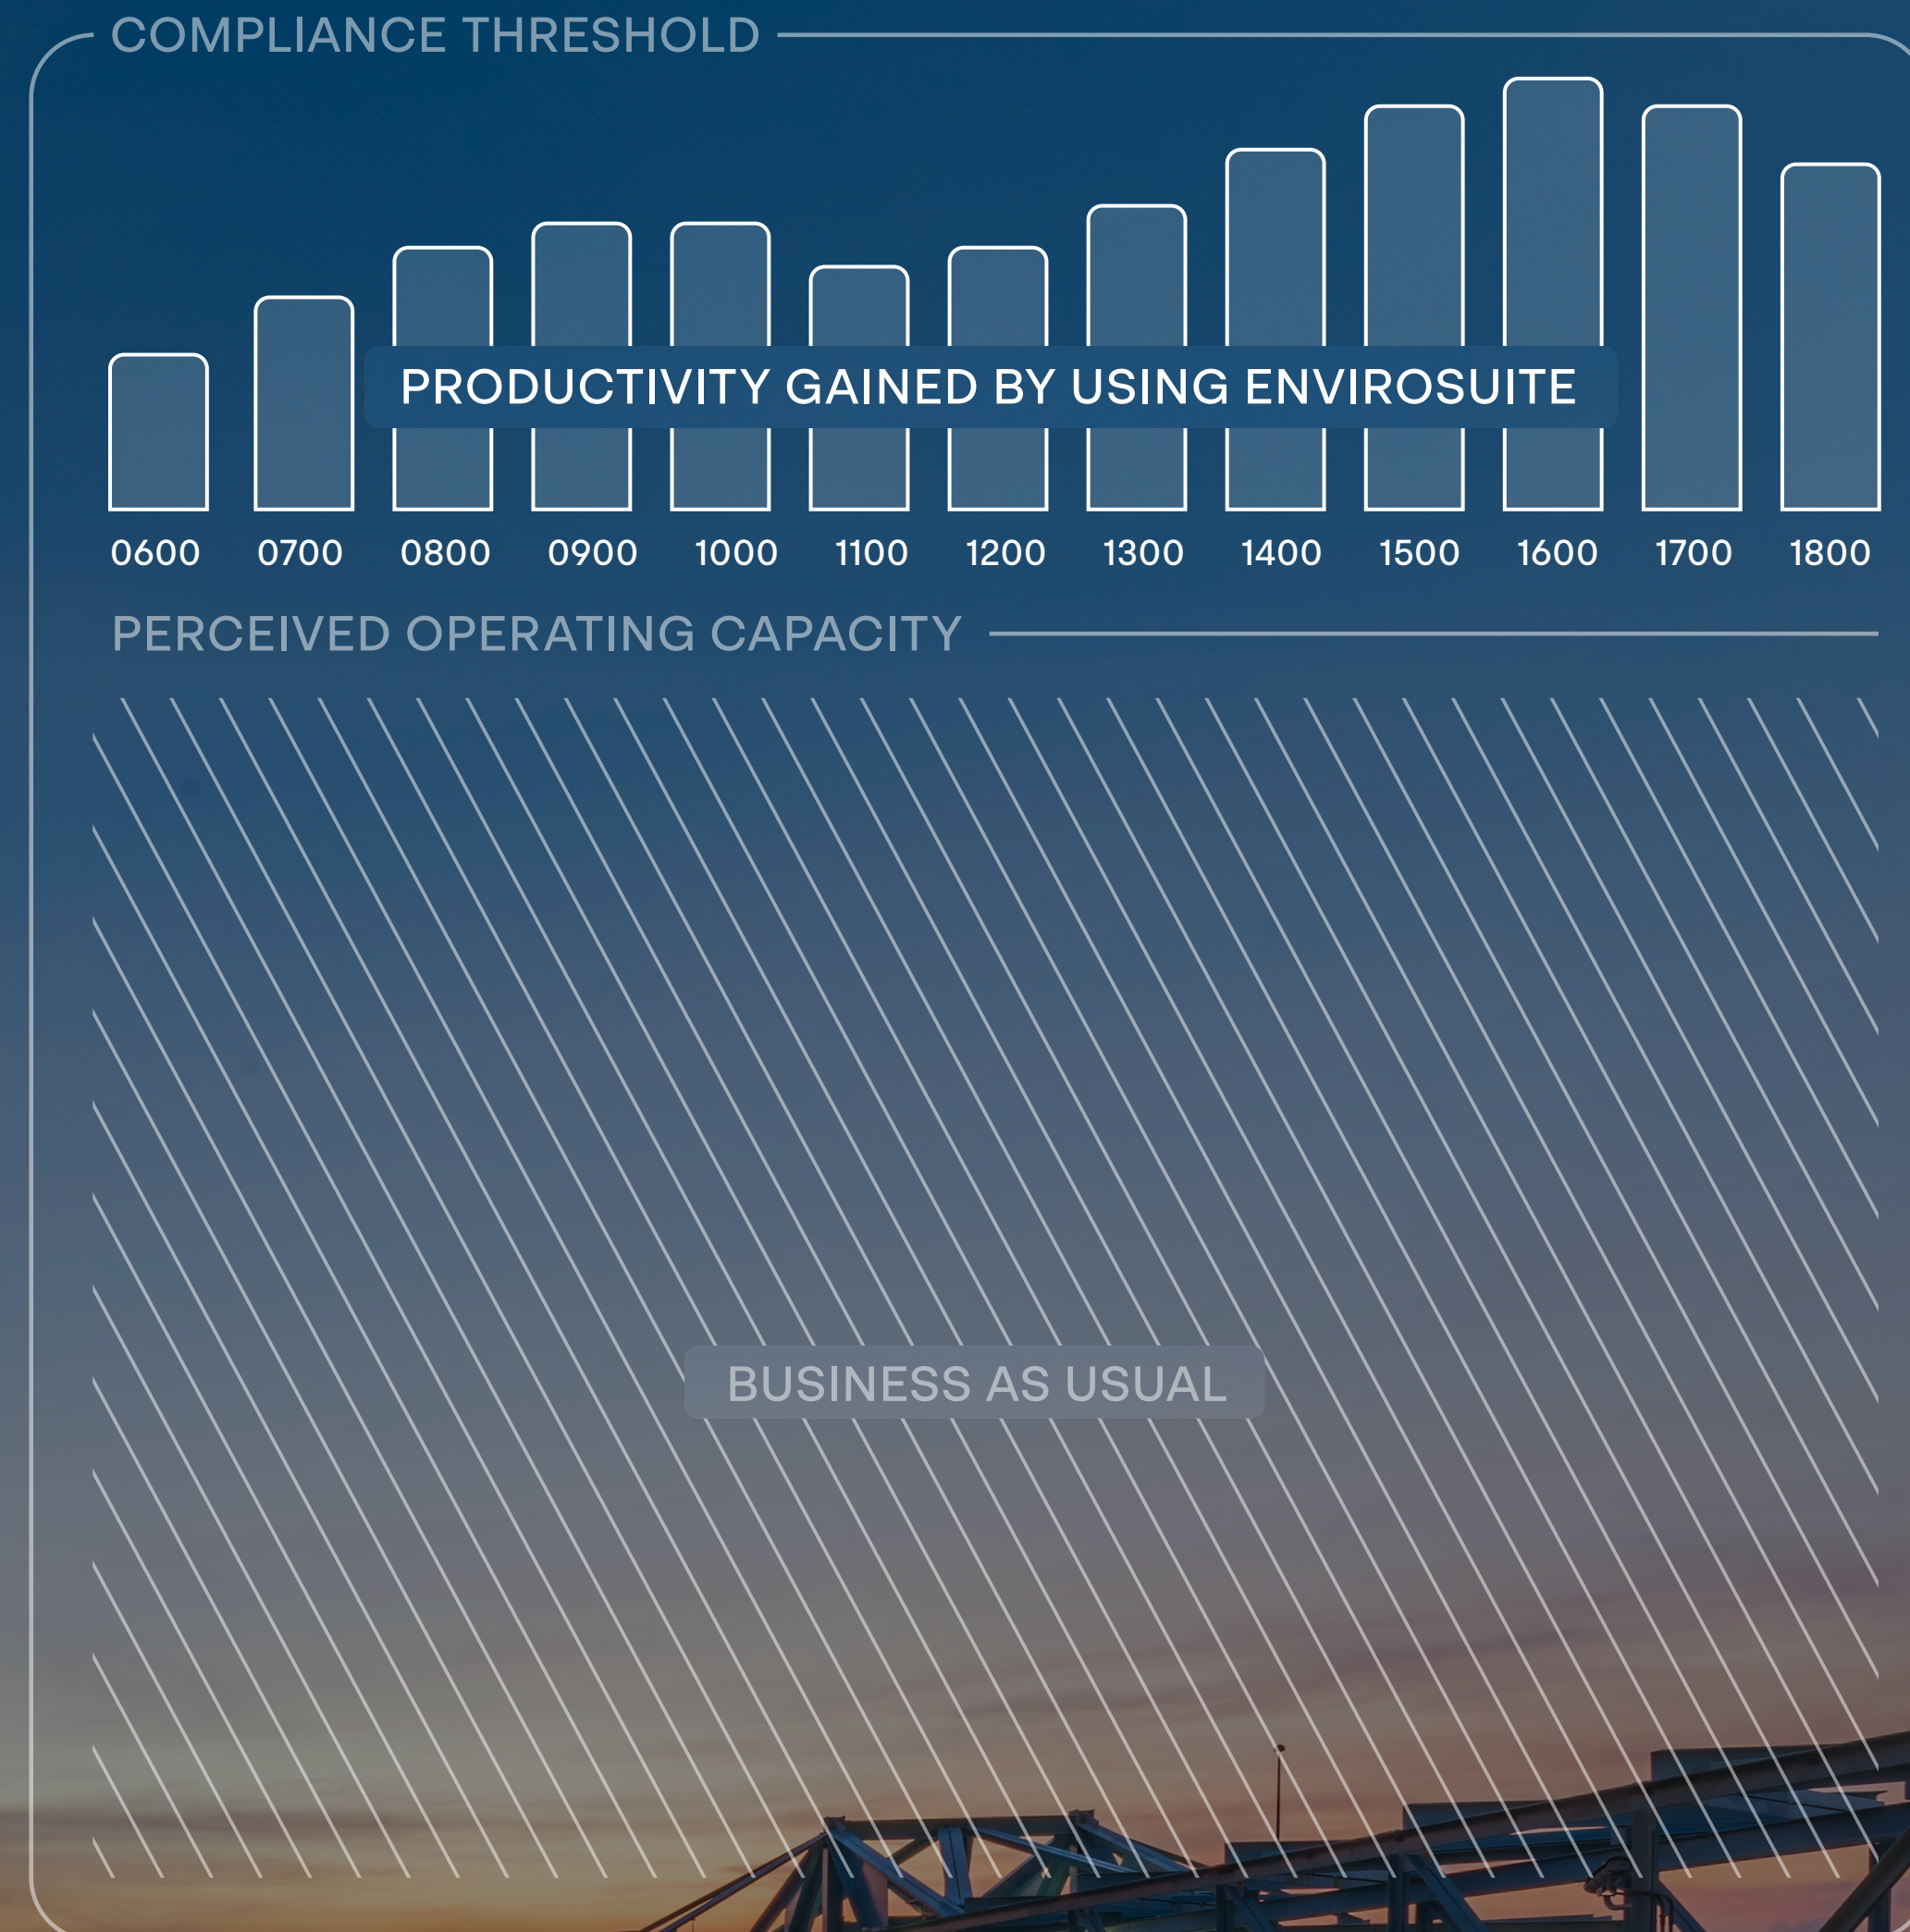 COMPLIANCE THRESHOLD
PRODUCTIVITY GAINED BY USING ENVIROSUITE
0600 0700 0800 0900 1000 1100 1200 1300 1400 1500 1600 1700 1800
PERCEIVED OPERATING CAPACITY
BUSINESS AS USUAL